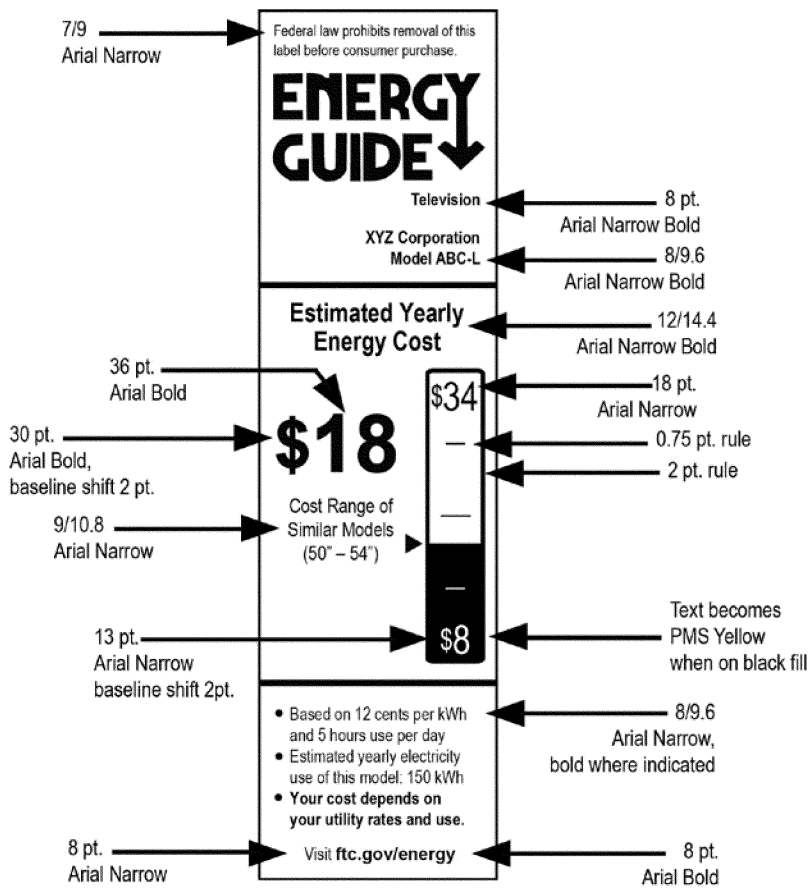 7/9
Arial Narrow
Federal law prohibits removal of this
label before consumer purchase.
ENERGY
GUIDE
Television
8 pt.
Arial Narrow Bold
XYZ Corporation
Model ABC-L
8/9.6
Arial Narrow Bold
Estimated Yearly
Energy Cost
12/14.4
Arial Narrow Bold
36 pt.
Arial Bold
$34
18 pt.
Arial Narrow
30 pt.
Arial Bold,
baseline shift 2 pt.
$18
0.75 pt. rule
2 pt. rule
9/10.8
Arial Narrow
Cost Range of
Similar Models
(50” – 54”)
13 pt.
Arial Narrow
baseline shift 2pt.
$8
Text becomes
PMS Yellow
when on black fill
● Based on 12 cents per kWh
and 5 hours use per day
● Estimated yearly electricity
use of this model: 150 kWh
● Your cost depends on
your utility rates and use.
8/9.6
Arial Narrow,
bold where indicated
8 pt.
Arial Narrow
Visit ftc.gov/energy
8 pt.
Arial Bold